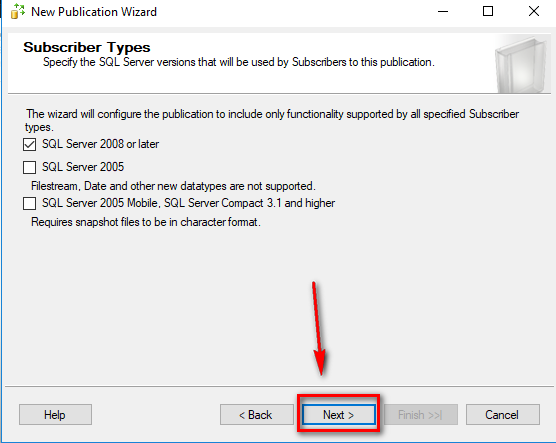 New Publication Wizard
Subscriber Types
Specify the SQL Server versions that will be used by Subscribers to this publication.
The wizard will configure the publication to include only functionality supported by all specified Subscriber
types.
SQL Server 2008 or later
SQL Server 2005
Filestream, Date and other new datatypes are not supported.
SQL Server 2005 Mobile, SQL Server Compact 3.1 and higher
Requires snapshot files to be in character format.
Help < Back Next > Finish >>| Cancel